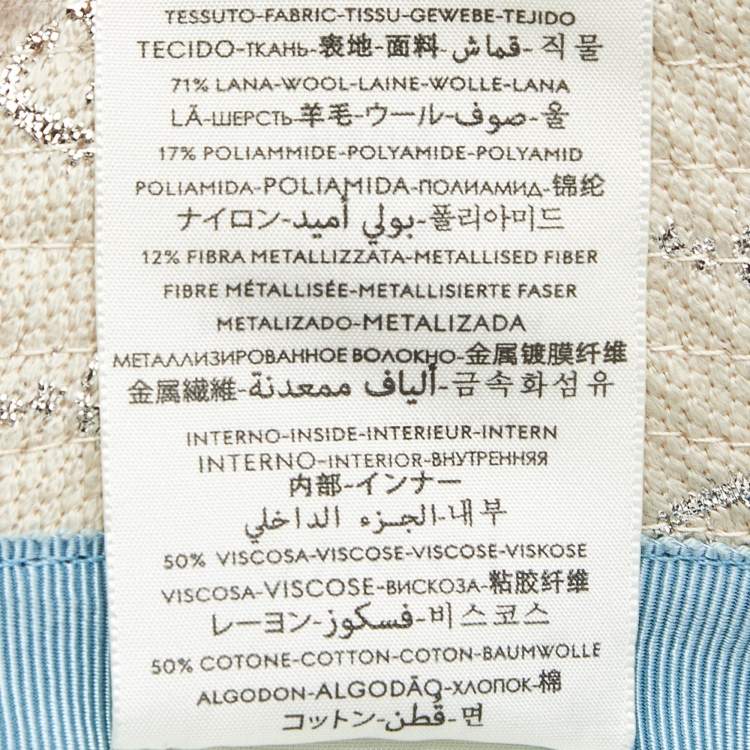 TESSUTO-FABRIC-TISSU-GEWEBE-TEJIDO
TECIDO-ТКАНЬ-表地-面料-قماش-직물
71% LANA-WOOL-LAINE-WOLLE-LANA
LÃ-ШЕРСТЬ-羊毛-ウール-صوف-울
17% POLIAMMIDE-POLYAMIDE-POLYAMID
POLIAMIDA-POLIAMIDA-ПОЛИАМИД-锦纶
ナイロン-بولي أميد-폴리아미드
12% FIBRA METALLIZZATA-METALLISED FIBER
FIBRE MÉTALLISÉE-METALLISIERTE FASER
METALIZADO-METALIZADA
МЕТАЛЛИЗИРОВАННОЕ ВОЛОКНО-金属镀膜纤维
金属繊維-ألياف ممعدنة-금속화섬유
INTERNO-INSIDE-INTERIEUR-INTERN
INTERNO-INTERIOR-ВНУТРЕННЯЯ
内部-インナー
الجزء الداخلي-내부
50% VISCOSA-VISCOSE-VISCOSE-VISKOSE
VISCOSA-VISCOSE-ВИСКОЗА-粘胶纤维
レーヨン-فسكوز-비스코스
50% COTONE-COTTON-COTON-BAUMWOLLE
ALGODON-ALGODÃO-ХЛОПОК-棉
コットン-قُطن-면